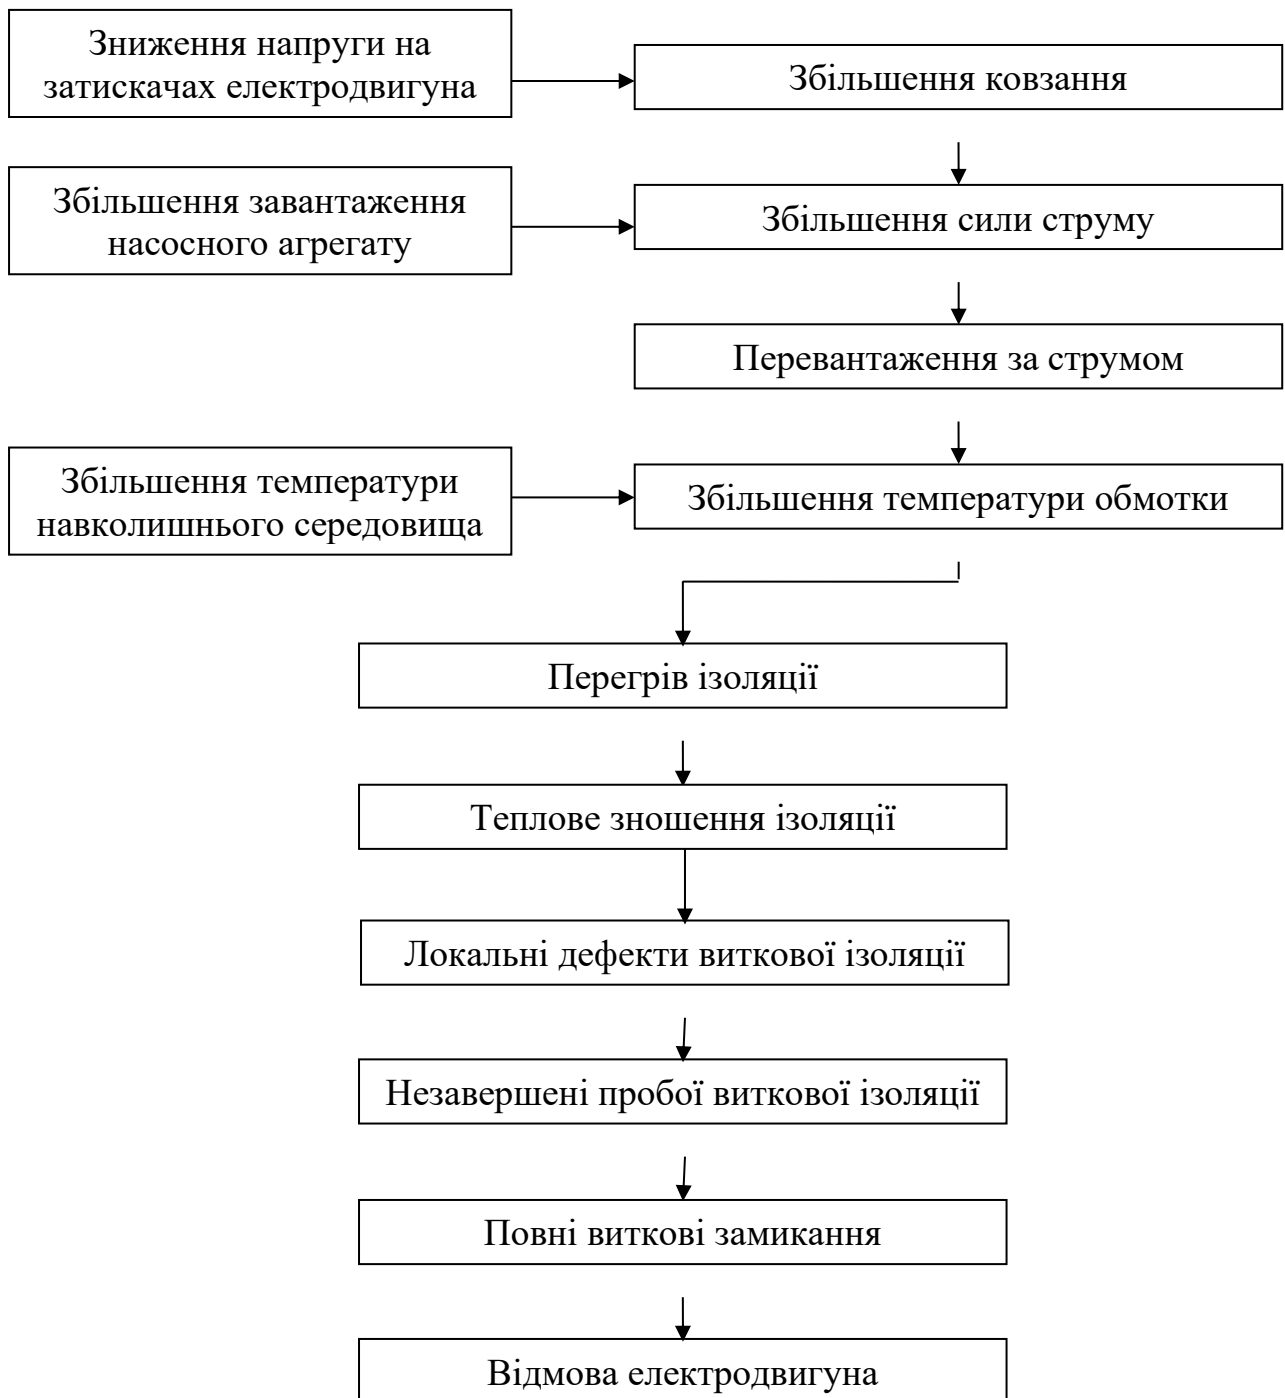 Зниження напруги на
затискачах електродвигуна
Збільшення ковзання
Збільшення завантаження
насосного агрегату
Збільшення сили струму
Перевантаження за струмом
Збільшення температури
навколишнього середовища
Збільшення температури обмотки
Перегрів ізоляції
Теплове зношення ізоляції
Локальні дефекти виткової ізоляції
Незавершені пробої виткової ізоляції
Повні виткові замикання
Відмова електродвигуна